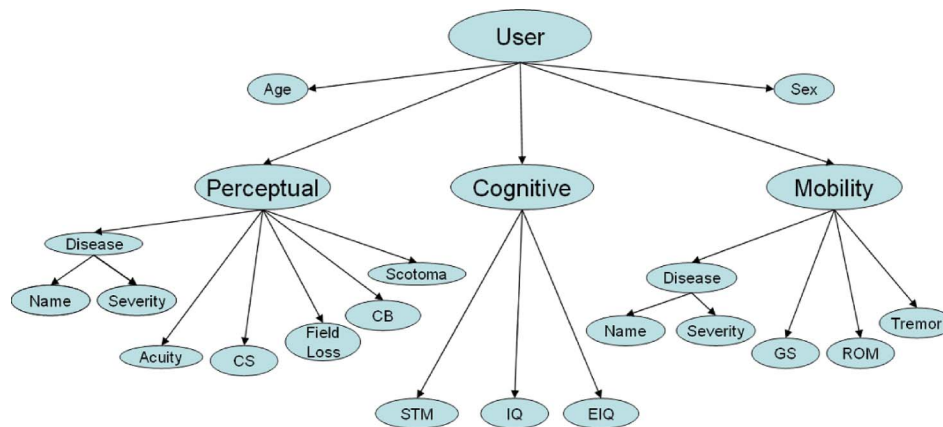 User
Age
Sex
Perceptual
Cognitive
Mobility
Disease
Name
Severity
Acuity
CS
Field
Loss
CB
Scotoma
STM
IQ
EIQ
Disease
Name
Severity
GS
ROM
Tremor